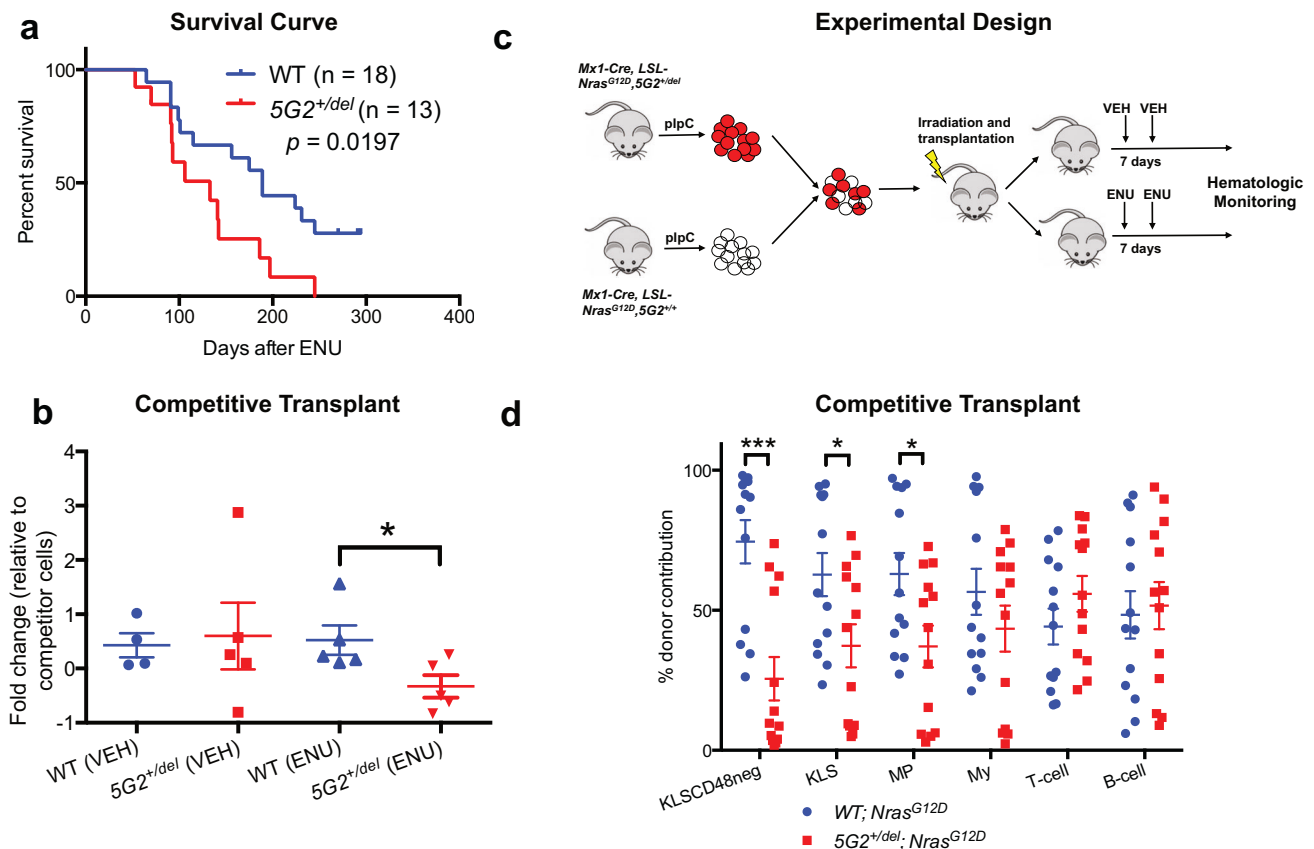 a
Survival Curve
Percent survival
100
50
0
0
100
200
300
400
Days after ENU
WT (n = 18)
5G2+/del (n = 13)
p = 0.0197
c
Experimental Design
Mx1-Cre, LSL-
NrasG12D,5G2+/del
pIpC
Mx1-Cre, LSL-
NrasG12D,5G2+/+
pIpC
Irradiation and
transplantation
VEH VEH
7 days
ENU ENU
7 days
Hematologic
Monitoring
b
Competitive Transplant
Fold change (relative to
competitor cells)
4
3
2
1
0
-1
*
WT (VEH)
5G2+/del (VEH)
WT (ENU)
5G2+/del (ENU)
d
Competitive Transplant
% donor contribution
100
50
0
***
*
*
KLSCD48neg
KLS
MP
My
T-cell
B-cell
WT; NrasG12D
5G2+/del; NrasG12D